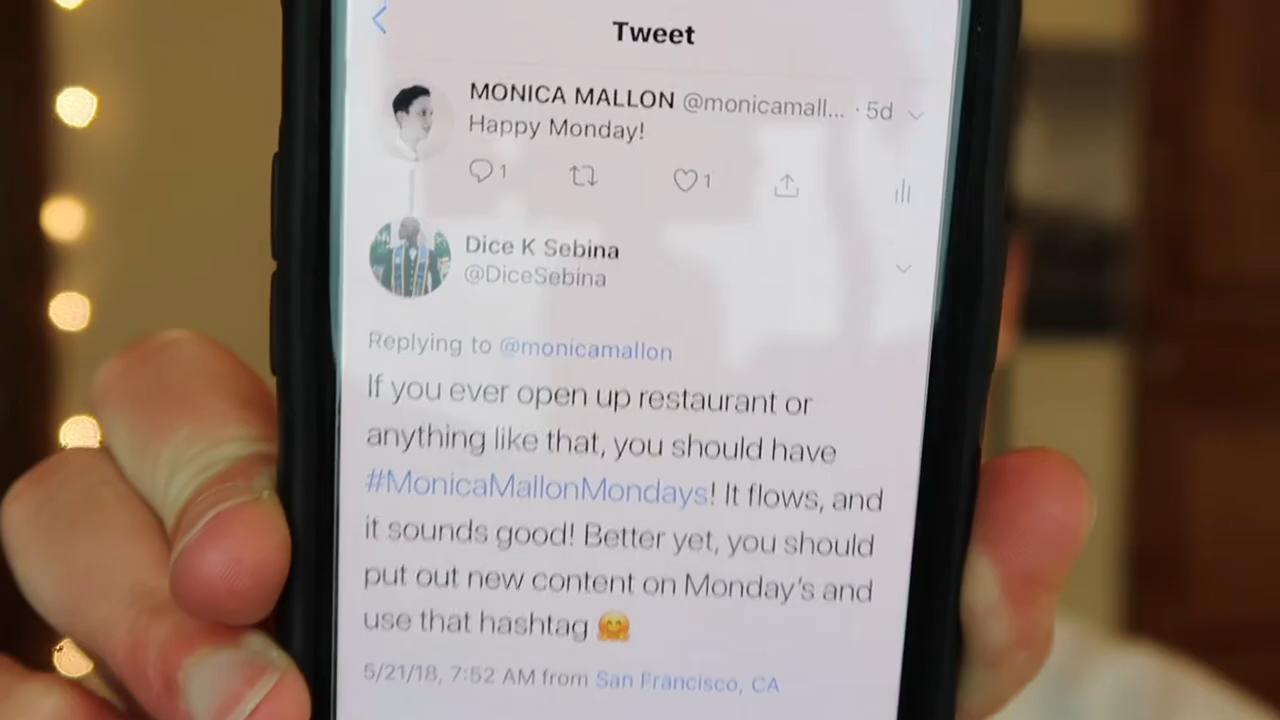 Tweet
MONICA MALLON @monicamall... · 5d
Happy Monday!
1
1
Dice K Sebina
@DiceSebina
Replying to @monicamallon
If you ever open up restaurant or
anything like that, you should have
#MonicaMallonMondays! It flows, and
it sounds good! Better yet, you should
put out new content on Monday's and
use that hashtag 🤗
5/21/18, 7:52 AM from San Francisco, CA